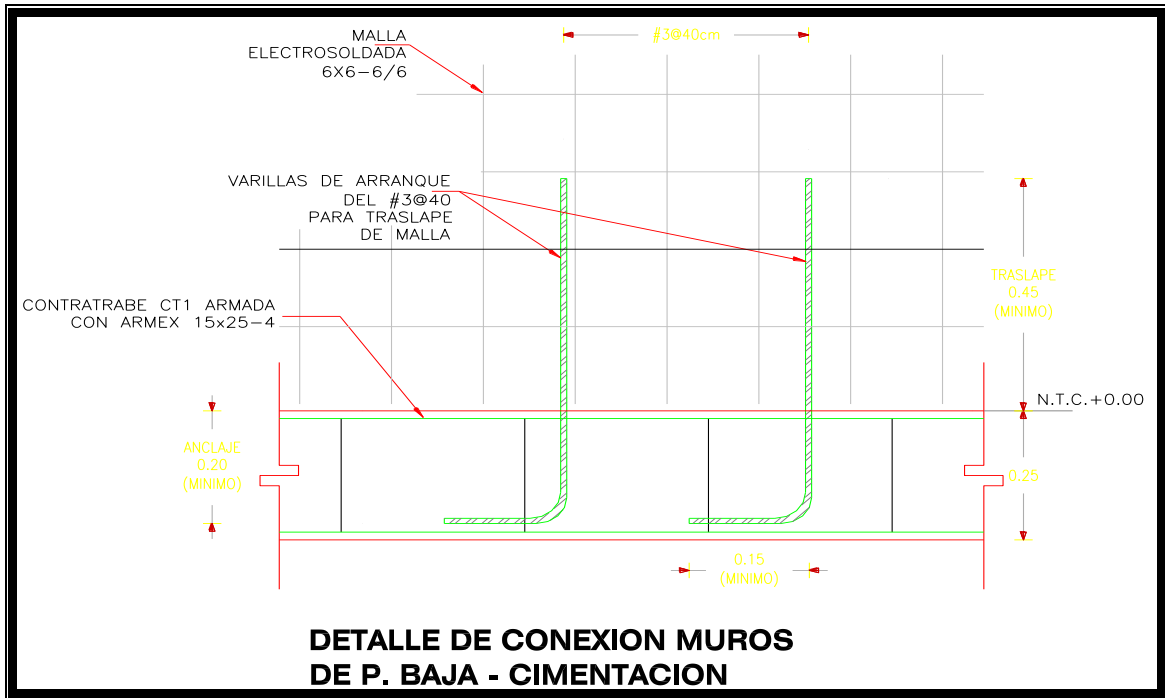 MALLA
ELECTROSOLDADA
6X6-6/6
#3@40cm
VARILLAS DE ARRANQUE
DEL #3@40
PARA TRASLAPE
DE MALLA
TRASLAPE
0.45
(MINIMO)
CONTRATRABE CT1 ARMADA
CON ARMEX 15x25-4
N.T.C.+0.00
ANCLAJE
0.20
(MINIMO)
0.25
0.15
(MINIMO)
DETALLE DE CONEXION MUROS
DE P. BAJA - CIMENTACION